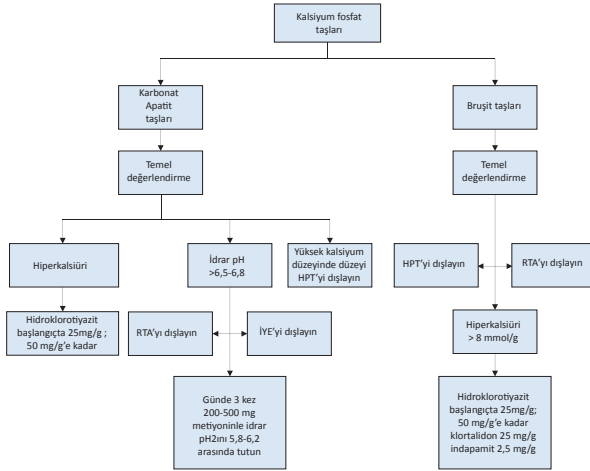 Kalsiyum fosfat
taşları
Karbonat
Apatit
taşları
Bruşit taşları
Temel
değerlendirme
Temel
değerlendirme
Hiperkalsiüri
İdrar pH
>6,5-6,8
Yüksek kalsiyum
düzeyinde düzeyi
HPT'yi dışlayın
HPT'yi dışlayın
RTA'yı dışlayın
Hidroklorotiyazit
başlangıçta 25mg/g ;
50 mg/g'e kadar
RTA'yı dışlayın
İYE'yi dışlayın
Hiperkalsiüri
> 8 mmol/g
Günde 3 kez
200-500 mg
metiyoninle idrar
pH2ını 5,8-6,2
arasında tutun
Hidroklorotiyazit
başlangıçta 25mg/g;
50 mg/g'e kadar
klortalidon 25 mg/g
indapamit 2,5 mg/g